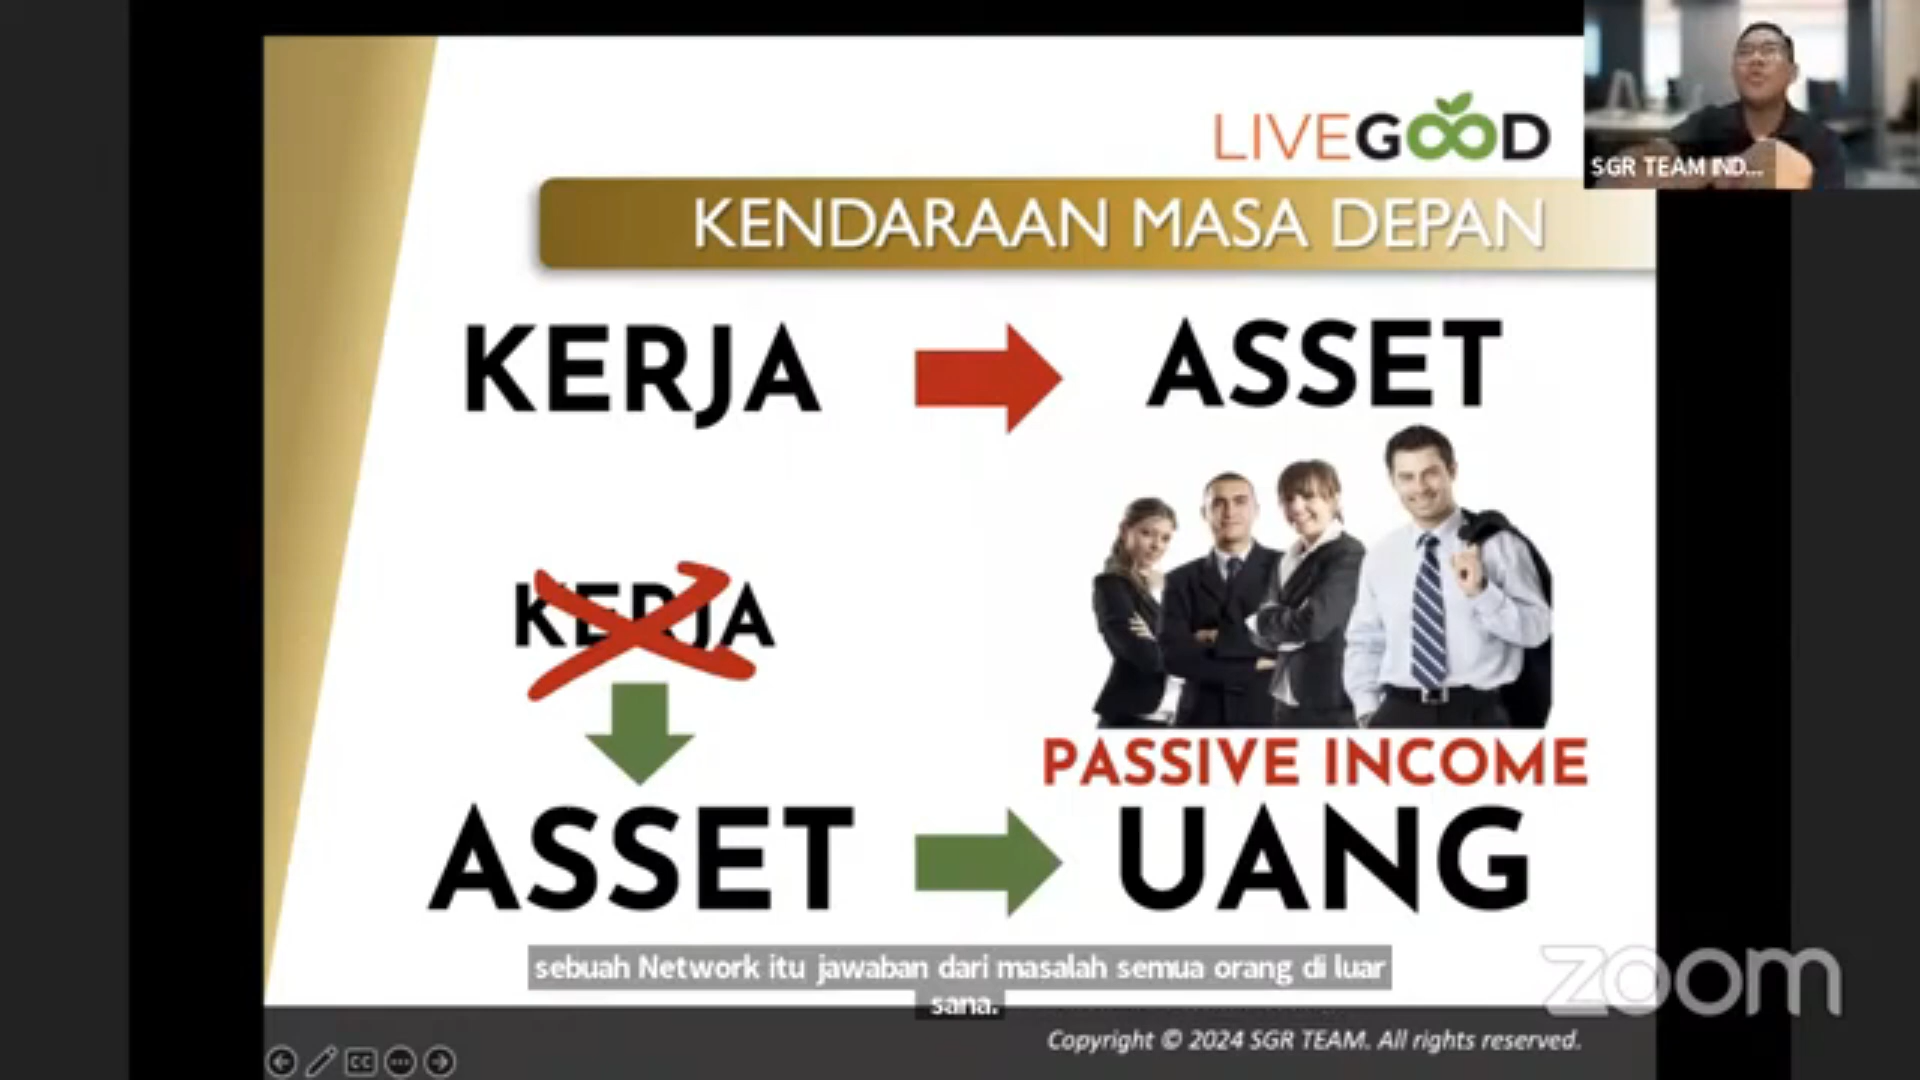 LIVEGOOD
SGR TEAM IND...
KENDARAAN MASA DEPAN
KERJA
ASSET
KERJA
PASSIVE INCOME
ASSET
UANG
sebuah Network itu jawaban dari masalah semua orang di luar
sana.
zoom
Copyright © 2024 SGR TEAM. All rights reserved.
CC